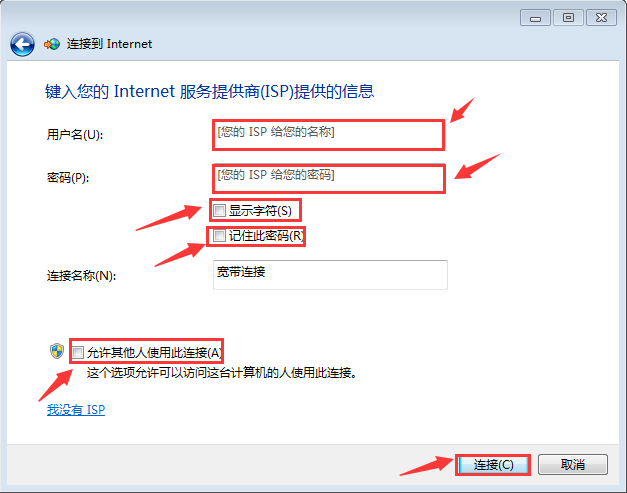 连接到 Internet
键入您的 Internet 服务提供商(ISP)提供的信息
用户名(U):
[您的 ISP 给您的名称]
密码(P):
[您的 ISP 给您的密码]
显示字符(S)
记住此密码(R)
连接名称(N):
宽带连接
允许其他人使用此连接(A)
这个选项允许可以访问这台计算机的人使用此连接。
我没有 ISP
连接(C)
取消